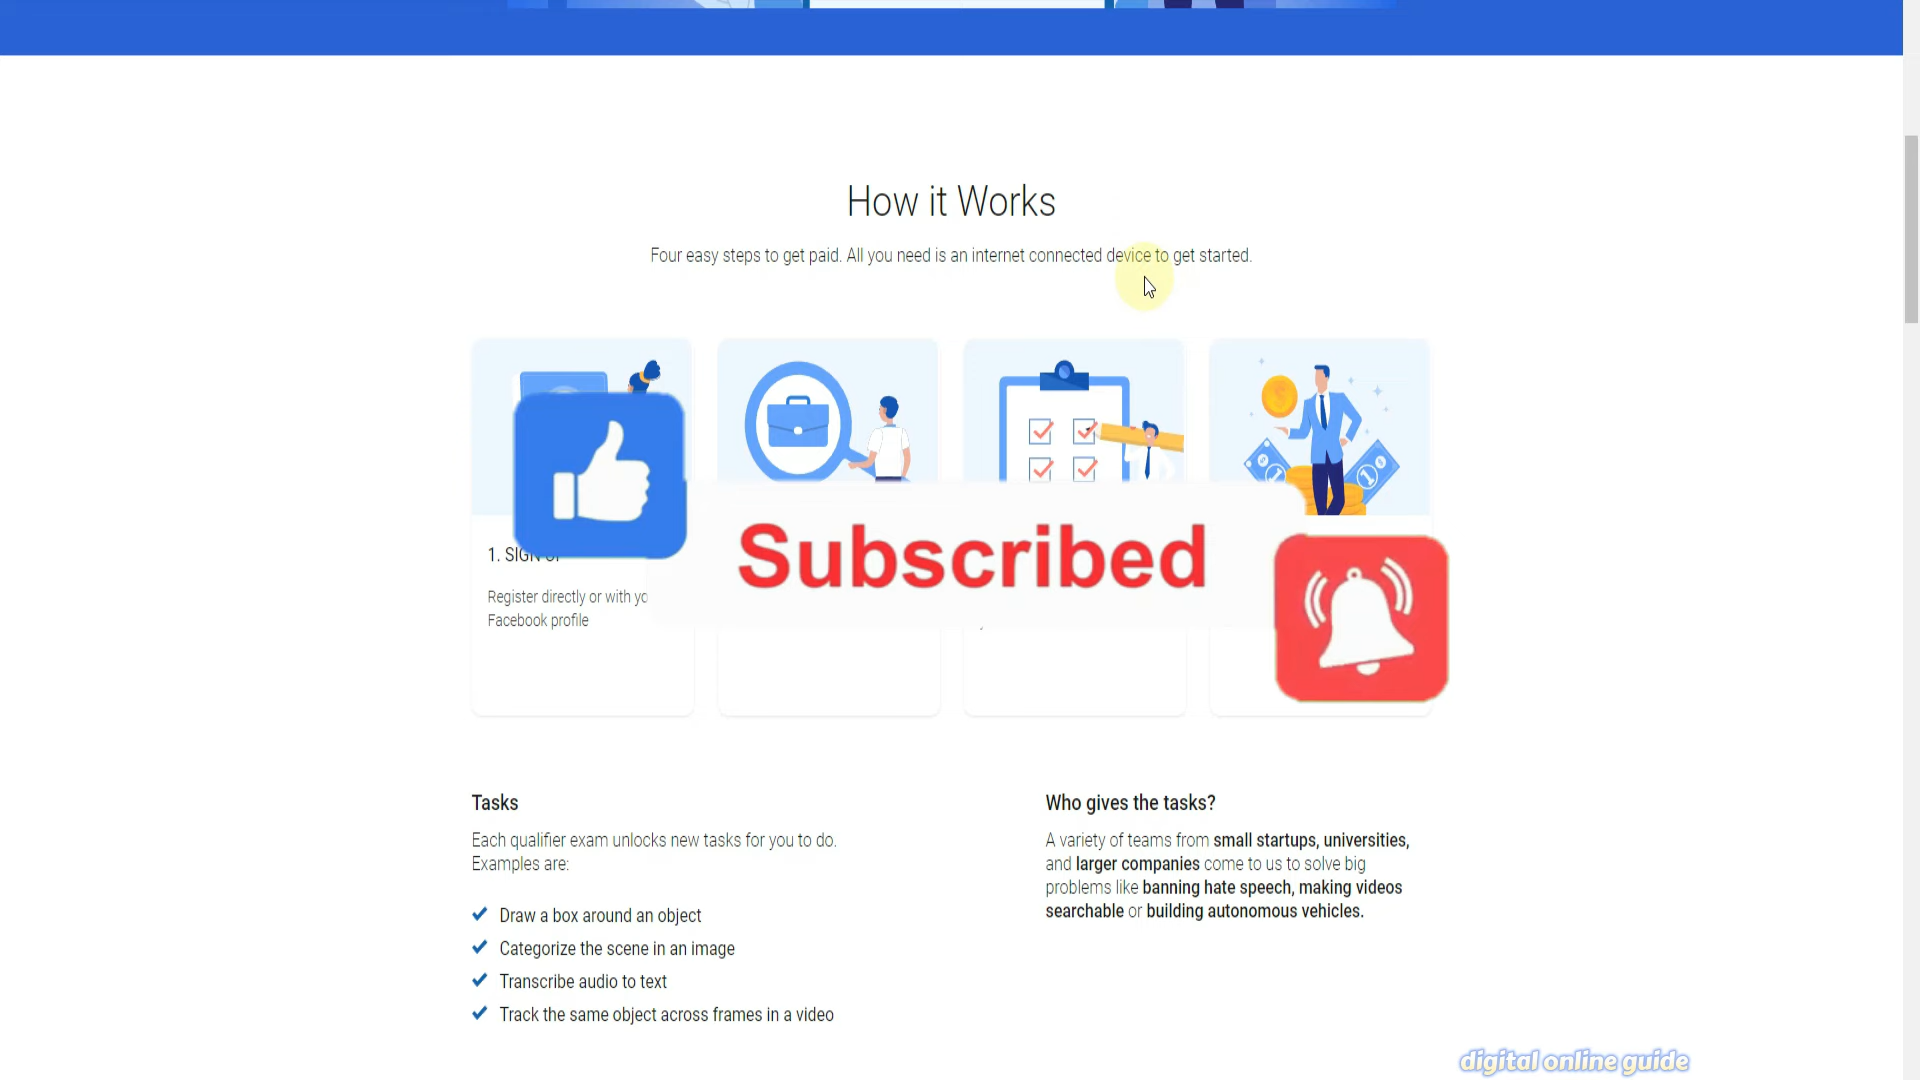 How it Works
Four easy steps to get paid. All you need is an internet connected device to get started.
Subscribed
1. SIGN
Register directly or with
Facebook profile
Tasks
Each qualifier exam unlocks new tasks for you to do.
Examples are:
Draw a box around an object
Categorize the scene in an image
Transcribe audio to text
Track the same object across frames in a video
Who gives the tasks?
A variety of teams from small startups, universities,
and larger companies come to us to solve big
problems like banning hate speech, making videos
searchable or building autonomous vehicles.
digital online guide